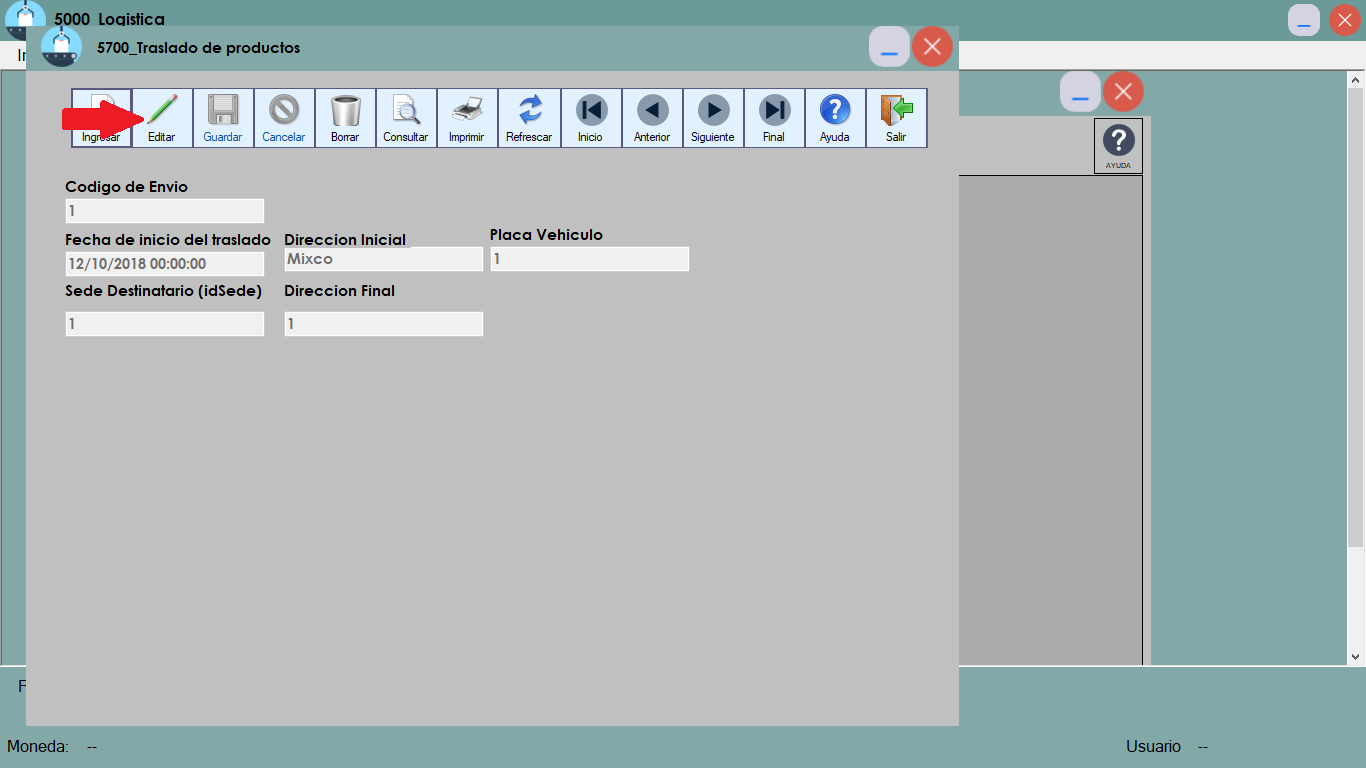 5000_Logistica
5700_Traslado de productos
Ingresar
Editar
Guardar
Cancelar
Borrar
Consultar
Imprimir
Refrescar
Inicio
Anterior
Siguiente
Final
Ayuda
Salir
AYUDA
Codigo de Envio
1
Fecha de inicio del traslado
Direccion Inicial
Placa Vehiculo
12/10/2018 00:00:00
Mixco
1
Sede Destinatario (idSede)
Direccion Final
1
1
Moneda: --
Usuario --